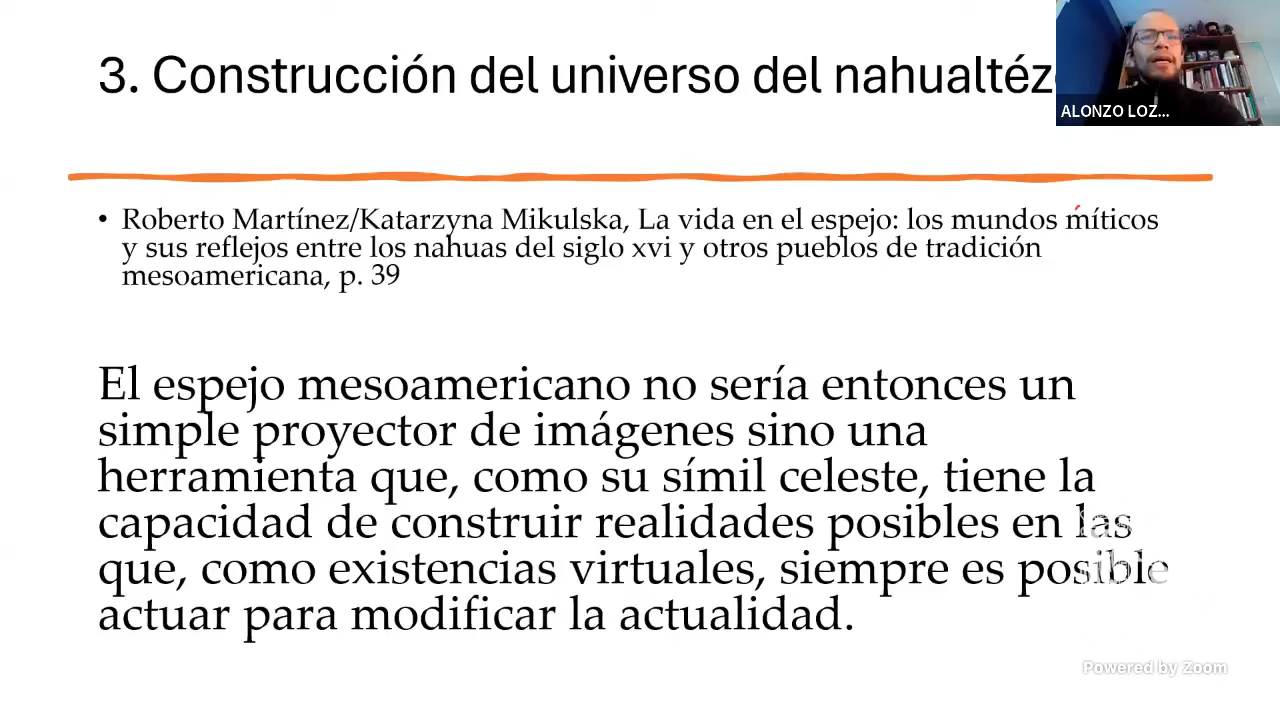 3. Construcción del universo del
ALONZO LOZ...
• Roberto Martínez/Katarzyna Mikulska, La vida en el espejo: los mundos míticos
y sus reflejos entre los nahuas del siglo xvi y otros pueblos de tradición
mesoamericana, p. 39
El espejo mesoamericano no sería entonces un
simple proyector de imágenes sino una
herramienta que, como su símil celeste, tiene la
capacidad de construir realidades posibles en las
que, como existencias virtuales, siempre es posible
actuar para modificar la actualidad.
Powered by Zoom